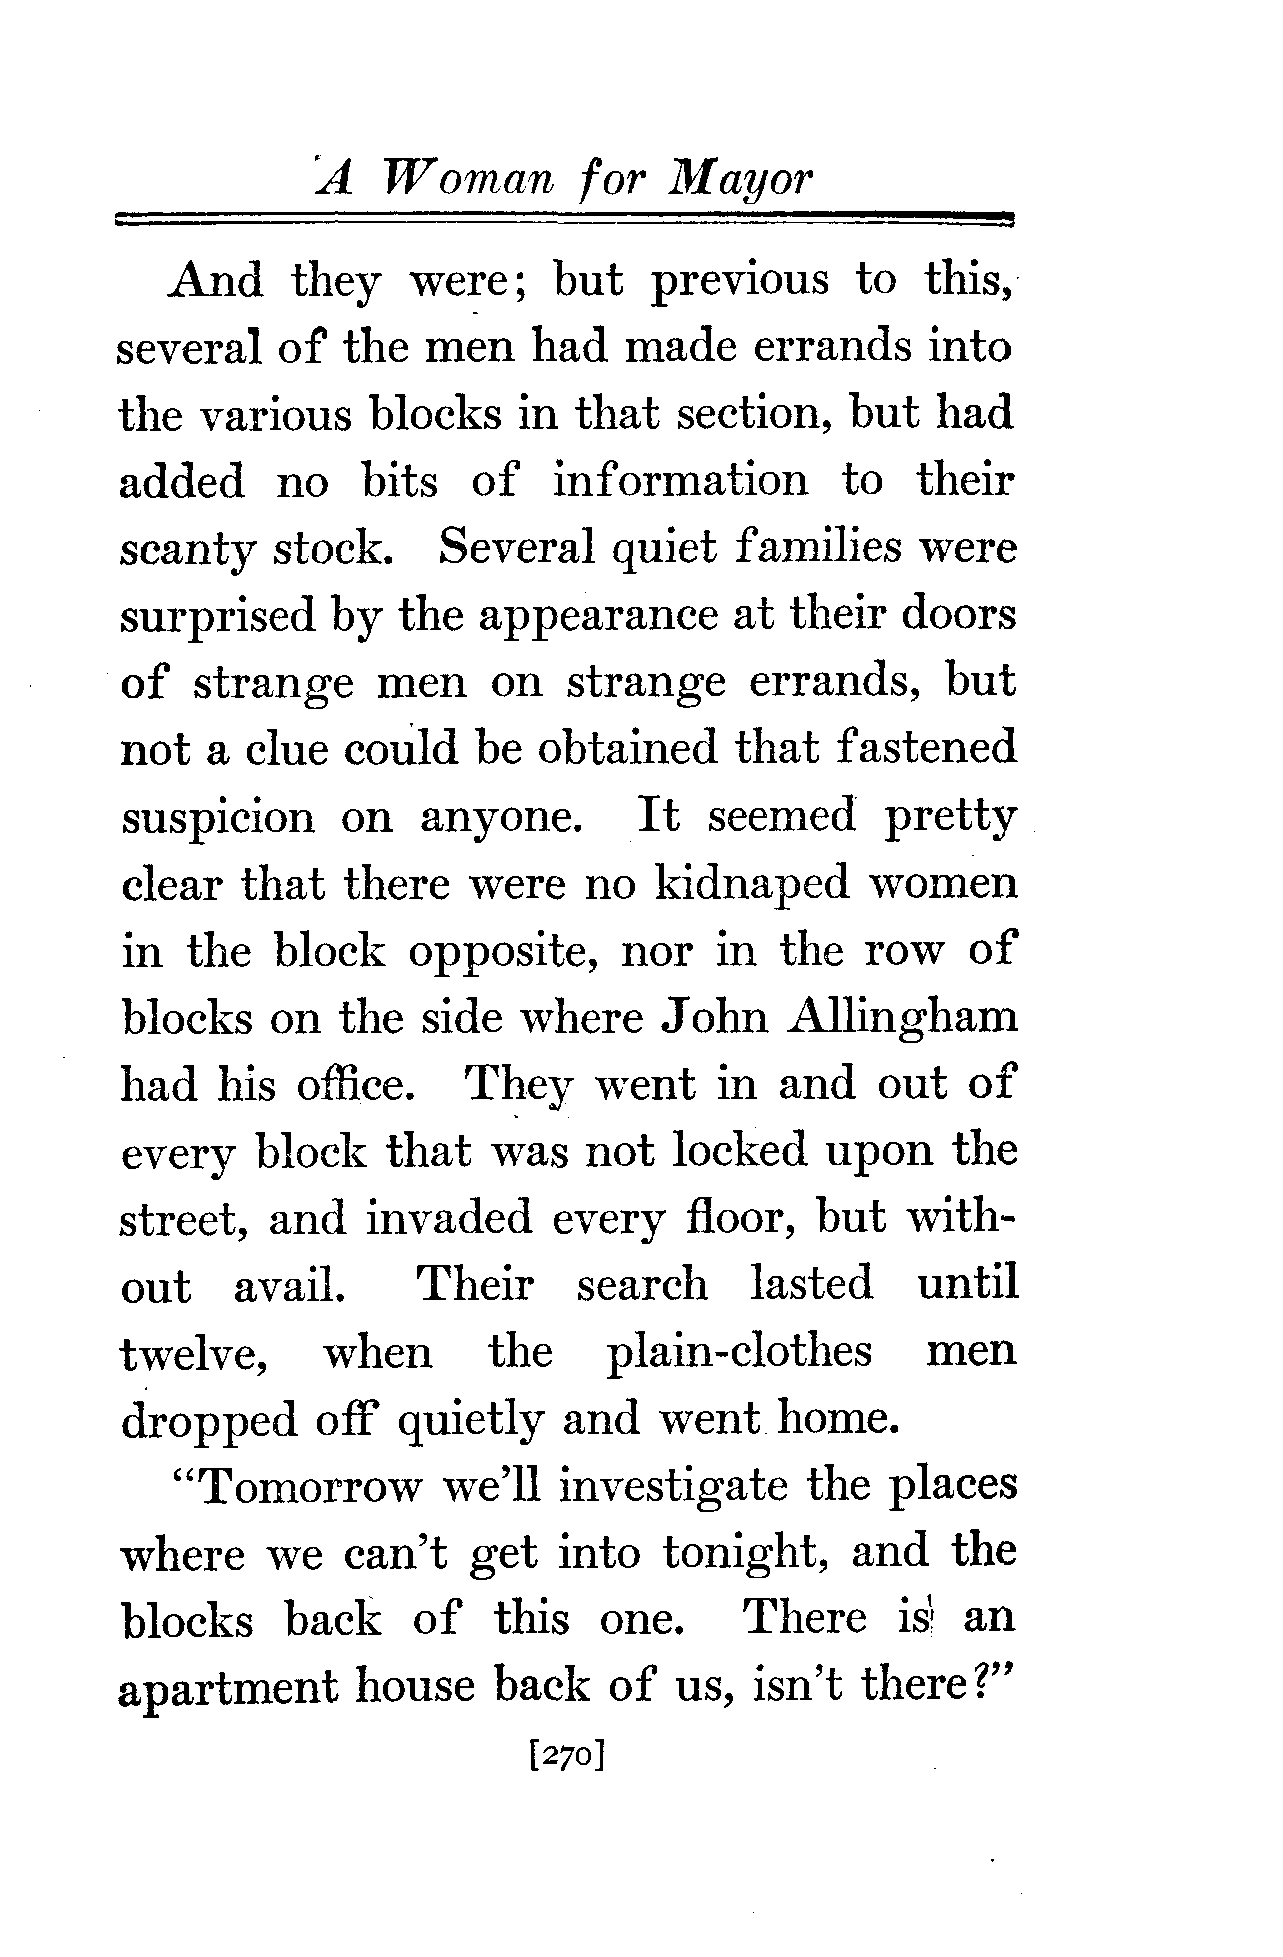 A Woman for Mayor
And they were; but previous to this,
several of the men had made errands into
the various blocks in that section, but had
added no bits of information to their
scanty stock. Several quiet families were
surprised by the appearance at their doors
of strange men on strange errands, but
not a clue could be obtained that fastened
suspicion on anyone. It seemed pretty
clear that there were no kidnaped women
in the block opposite, nor in the row of
blocks on the side where John Allingham
had his office. They went in and out of
every block that was not locked upon the
street, and invaded every floor, but with-
out avail. Their search lasted until
twelve, when the plain-clothes men
dropped off quietly and went home.
“Tomorrow we’ll investigate the places
where we can’t get into tonight, and the
blocks back of this one. There is an
apartment house back of us, isn’t there?”
[270]